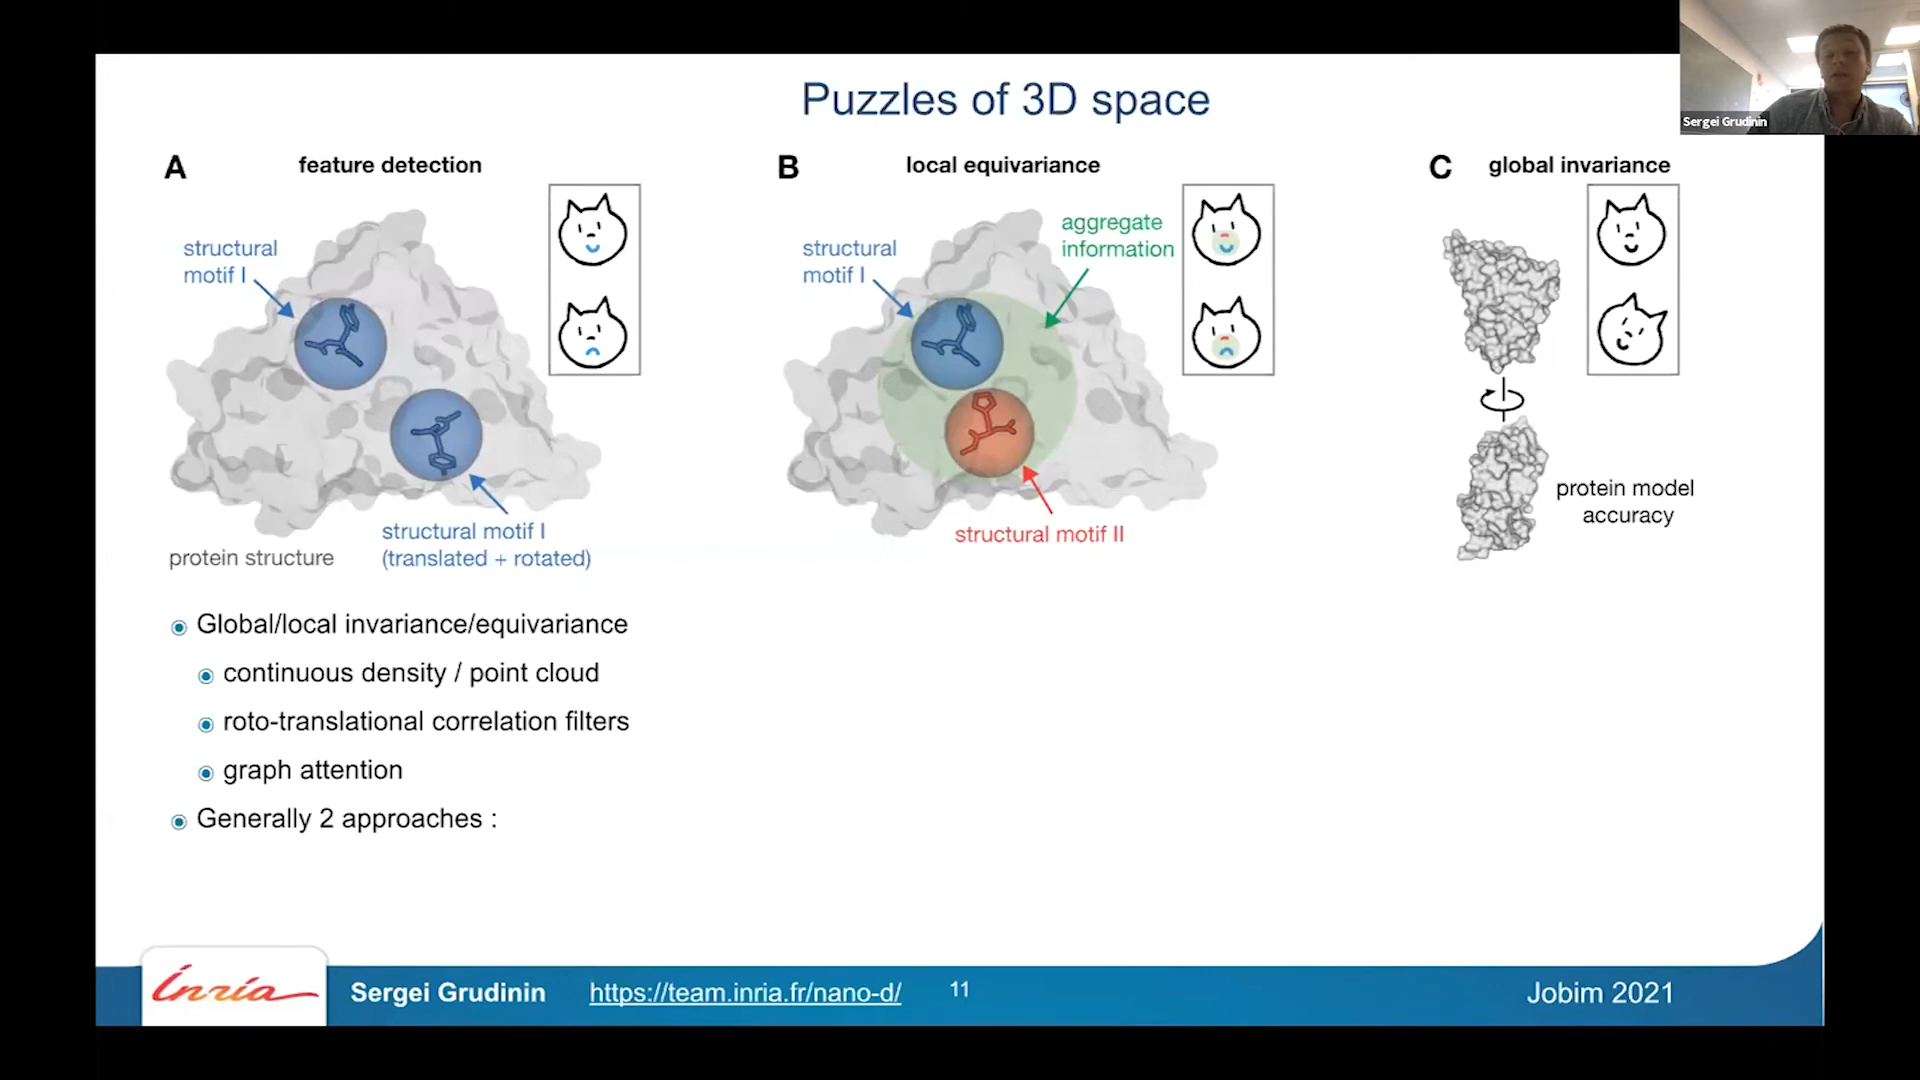 Sergei Grudinin
Puzzles of 3D space
A
feature detection
structural
motif I
structural motif I
(translated + rotated)
protein structure
B
local equivariance
structural
motif I
aggregate
information
structural motif II
C
global invariance
protein model
accuracy
Global/local invariance/equivariance
continuous density / point cloud
roto-translational correlation filters
graph attention
Generally 2 approaches :
Inria
Sergei Grudinin
https://team.inria.fr/nano-d/
11
Jobim 2021